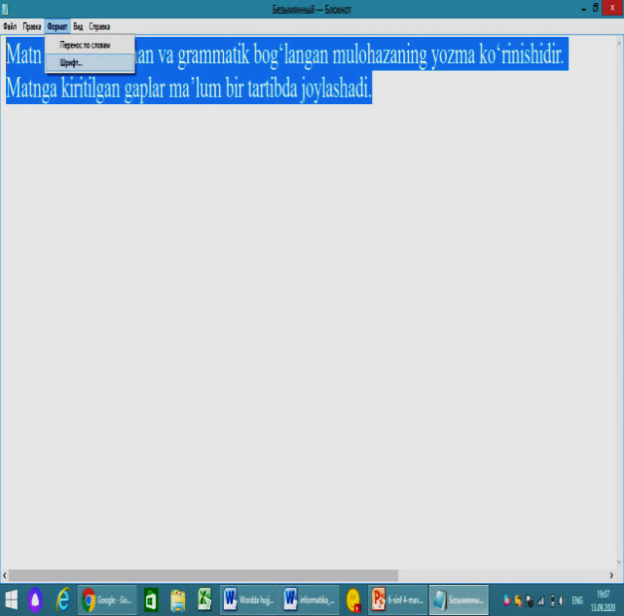 Безымянный — Блокнот
Файл Правка Формат Вид Справка
Перенос по словам
Шрифт...
Matn an va grammatik bog‘langan mulohazaning yozma ko‘rinishidir.
Matnga kiritilgan gaplar ma’lum bir tartibda joylashadi.
Google - Go... Wordda hujj... informatika_... 6-sinf 4-mav... Безымянны... ENG 19:07
13.09.2020